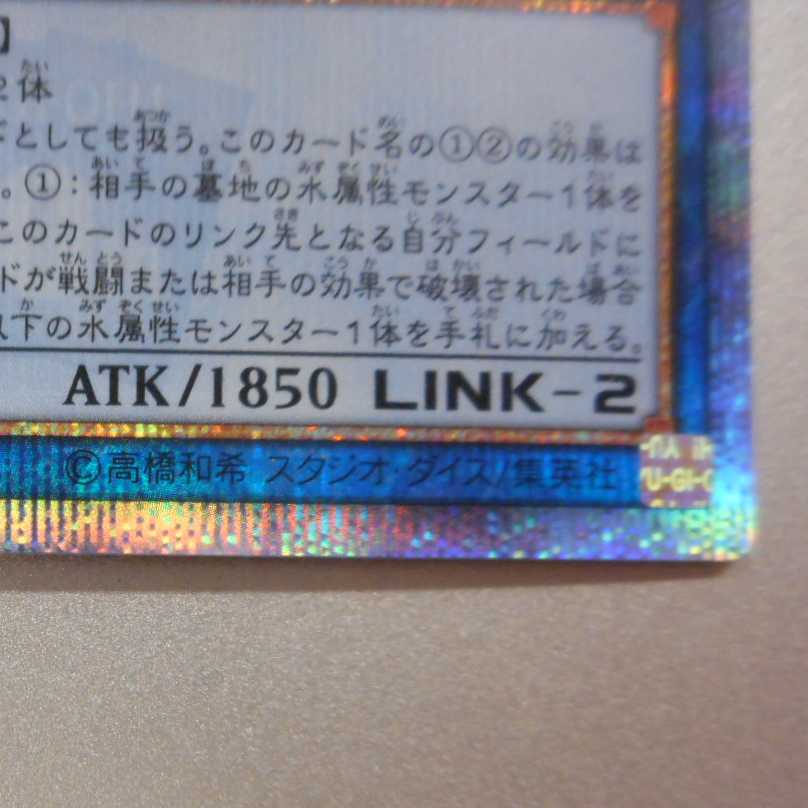 】
2体
ドとしても扱う。このカード名の①②の効果は
。①：相手の墓地の水属性モンスター1体を
このカードのリンク先となる自分フィールドに
ドが戦闘または相手の効果で破壊された場合
以下の水属性モンスター1体を手札に加える。
ATK/1850 LINK-2
©高橋和希 スタジオ・ダイス/集英社
YU-GI-O